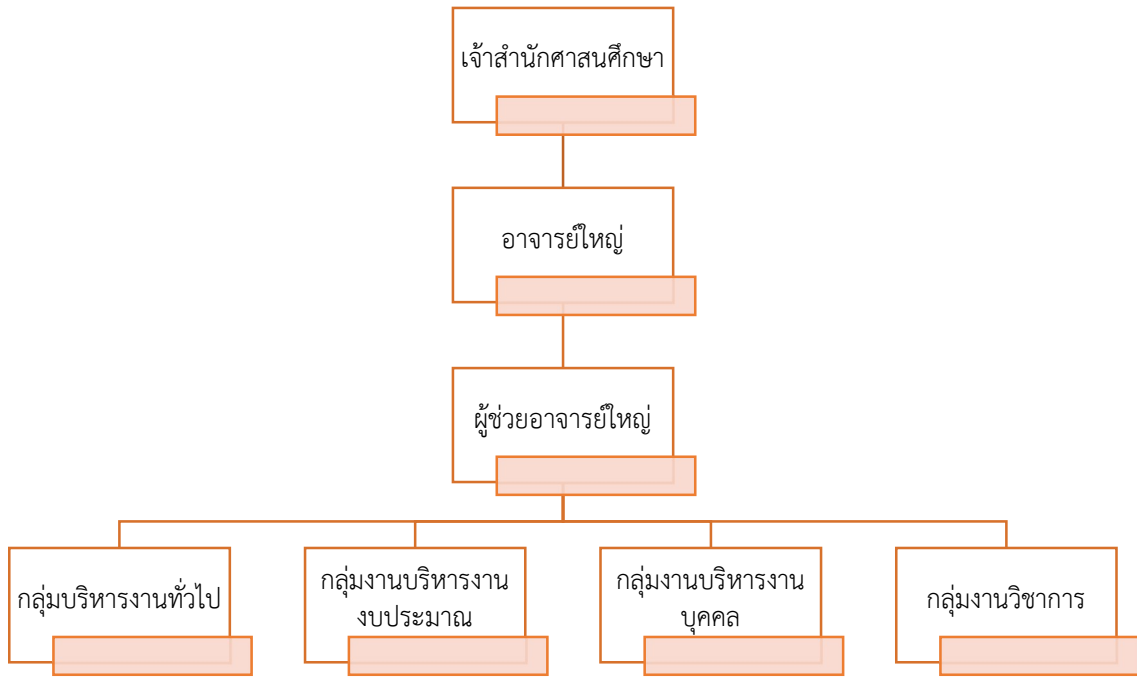 เจ้าสำนักศาสนศึกษา
อาจารย์ใหญ่
ผู้ช่วยอาจารย์ใหญ่
กลุ่มบริหารงานทั่วไป
กลุ่มงานบริหารงาน
งบประมาณ
กลุ่มงานบริหารงาน
บุคคล
กลุ่มงานวิชาการ